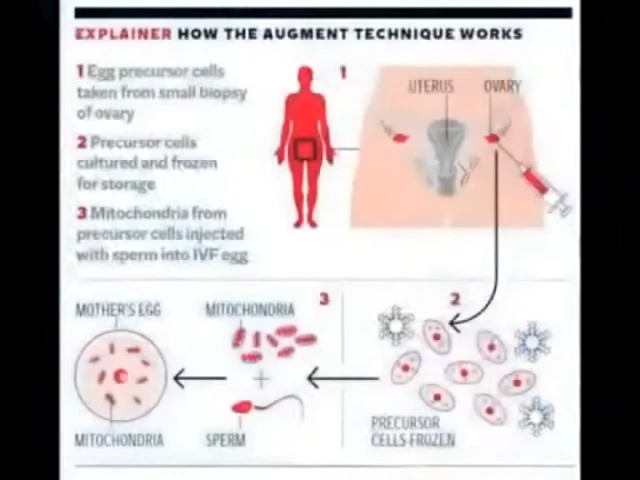 EXPLAINER HOW THE AUGMENT TECHNIQUE WORKS
1 Egg precursor cells
taken from small biopsy
of ovary
2 Precursor cells
cultured and frozen
for storage
3 Mitochondria from
precursor cells injected
with sperm into IVF egg
1
UTERUS
OVARY
MOTHER'S EGG
MITOCHONDRIA
3
2
MITOCHONDRIA
SPERM
PRECURSOR
CELLS FROZEN